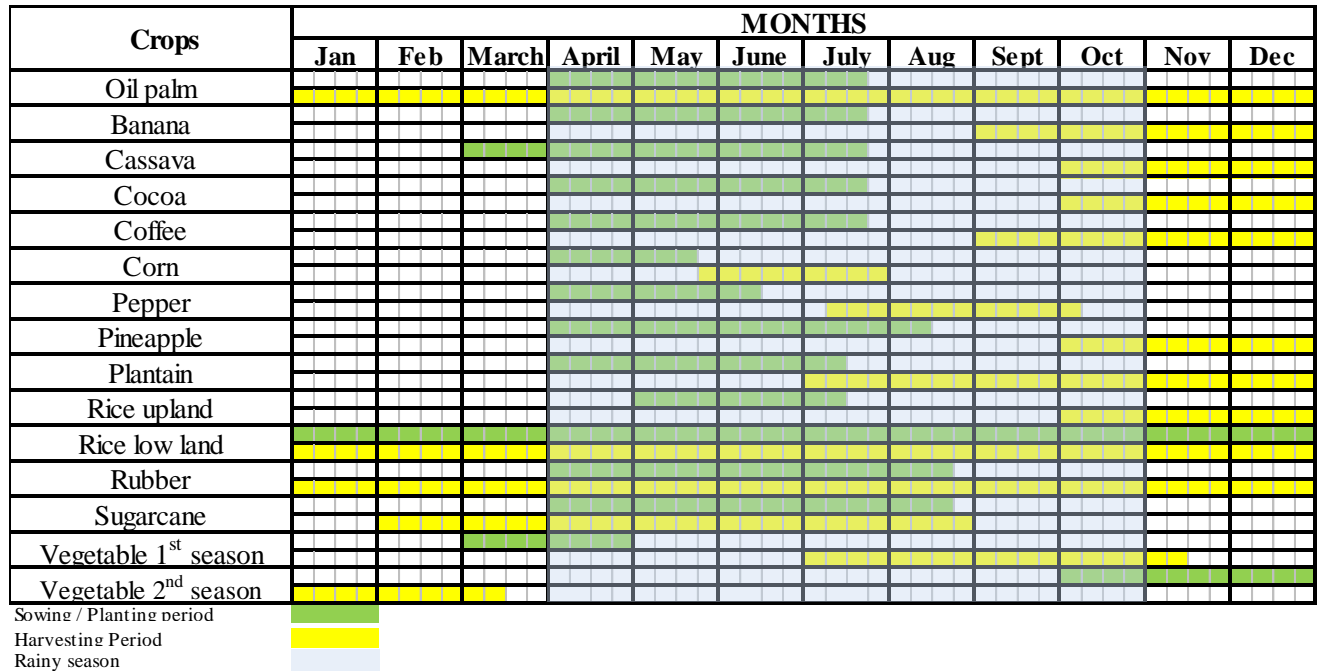 Crops
MONTHS
Jan Feb March April May June July Aug Sept Oct Nov Dec
Oil palm
Banana
Cassava
Cocoa
Coffee
Corn
Pepper
Pineapple
Plantain
Rice upland
Rice low land
Rubber
Sugarcane
Vegetable 1st season
Vegetable 2nd season
Sowing / Planting period
Harvesting Period
Rainy season